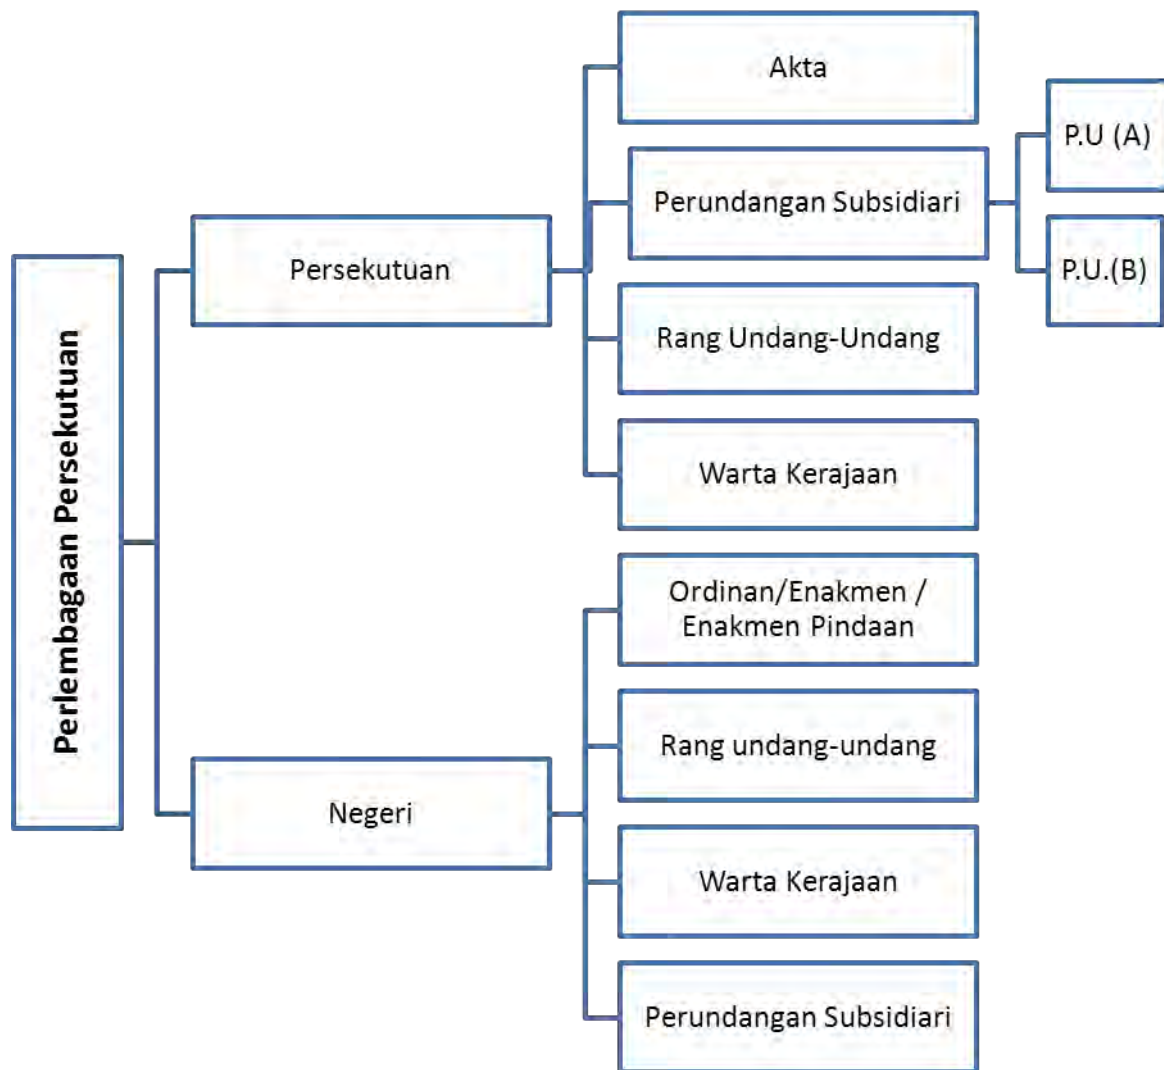 Perlembagaan Persekutuan
Persekutuan
Akta
Perundangan Subsidiari
P.U (A)
P.U.(B)
Rang Undang-Undang
Warta Kerajaan
Negeri
Ordinan/Enakmen /
Enakmen Pindaan
Rang undang-undang
Warta Kerajaan
Perundangan Subsidiari